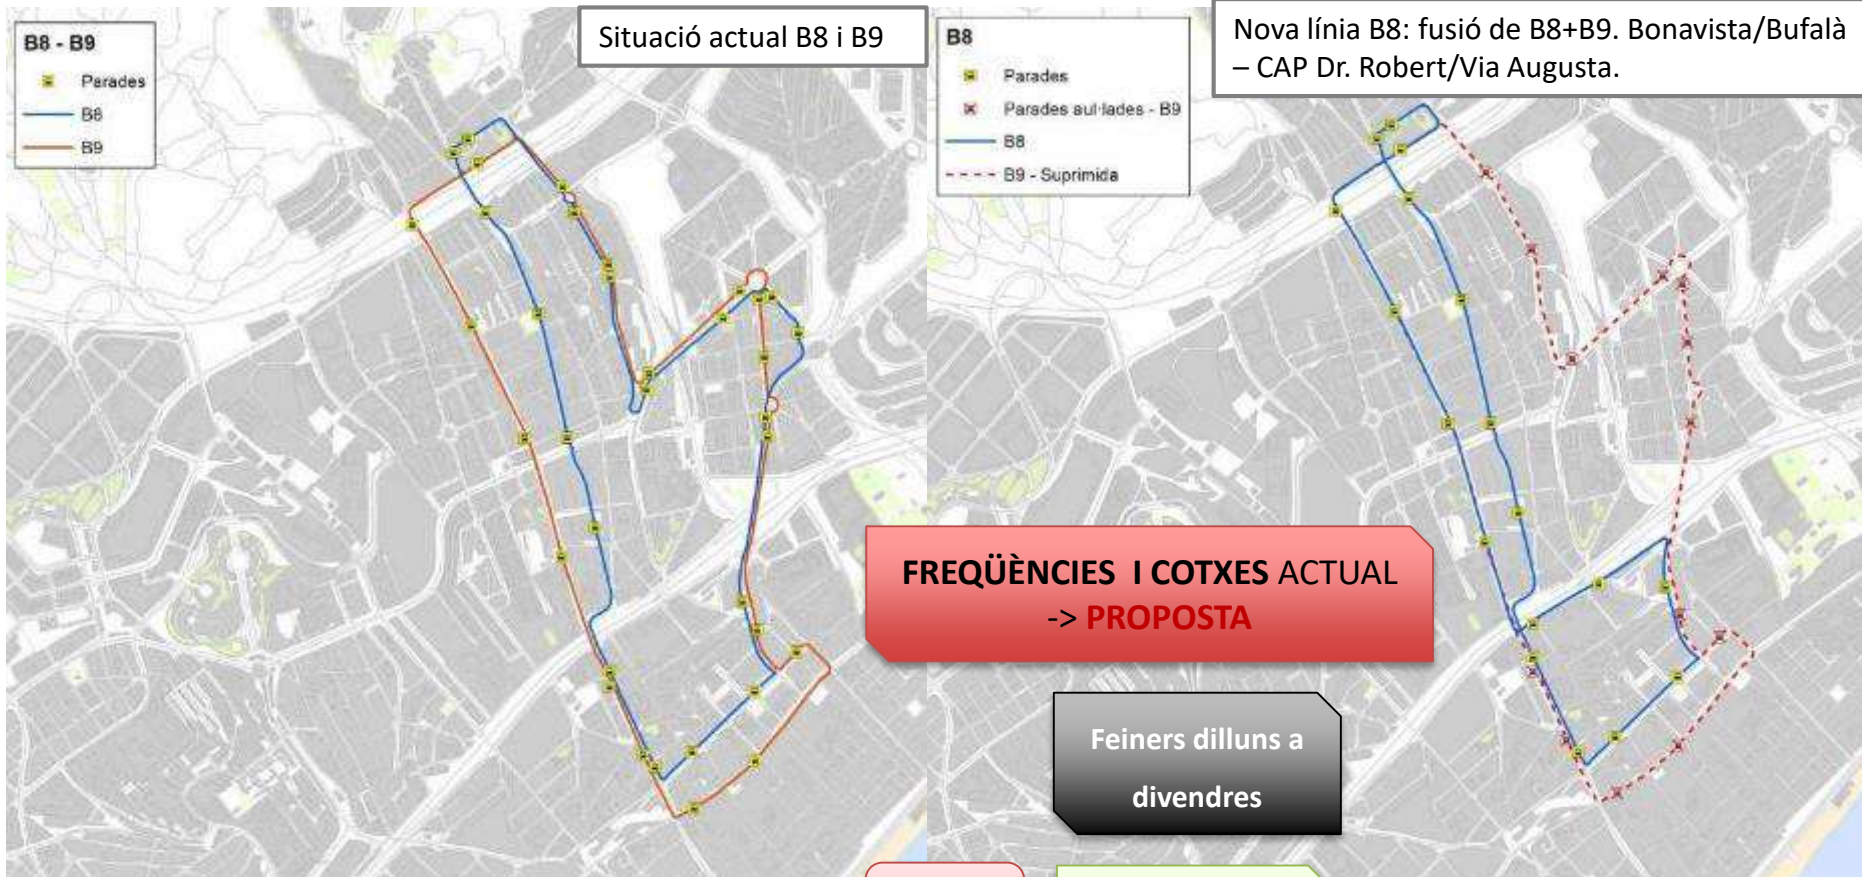 B8 - B9
Parades
B8
B9
Situació actual B8 i B9
B8
Parades
Parades aul·lades - B9
B8
B9 - Suprimida
Nova línia B8: fusió de B8+B9. Bonavista/Bufalà
– CAP Dr. Robert/Via Augusta.
FREQÜÈNCIES I COTXES ACTUAL
-> PROPOSTA
Feiners dilluns a
divendres